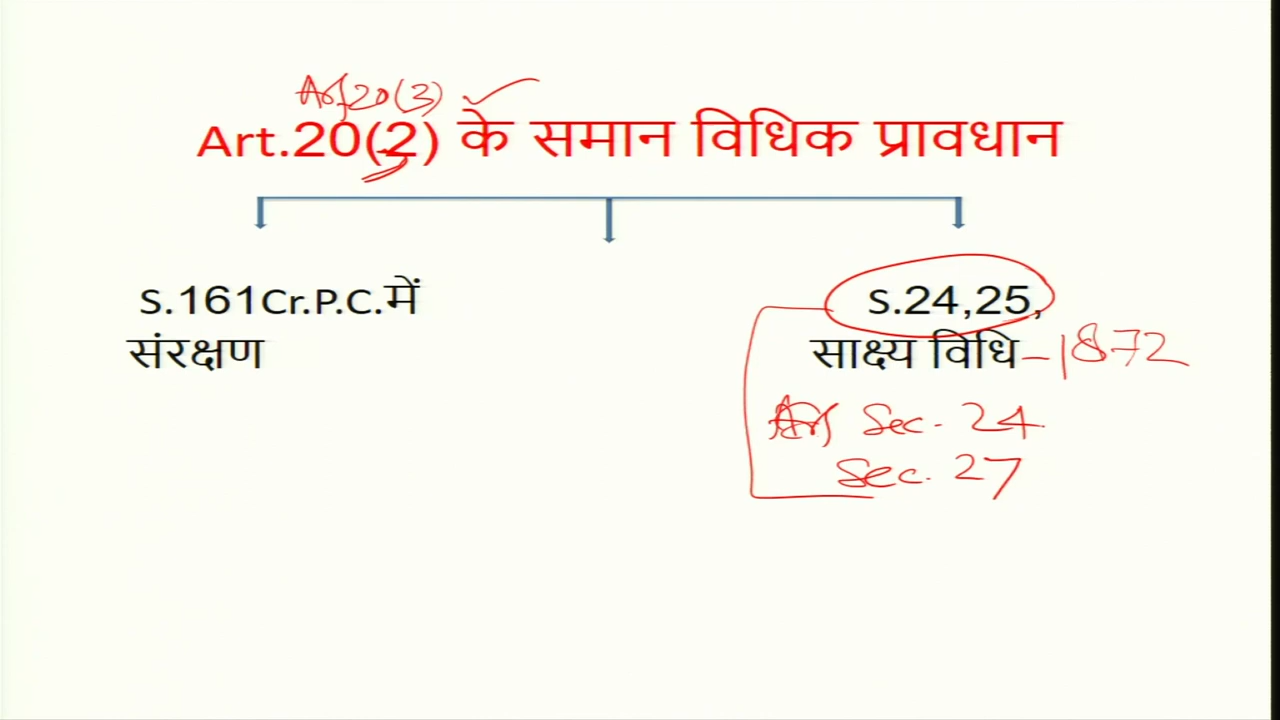 Art 20(3)
Art.20(2) के समान विधिक प्रावधान
S.161Cr.P.C.में
संरक्षण
S.24,25,
साक्ष्य विधि - 1872
Sec. 24
Sec. 27